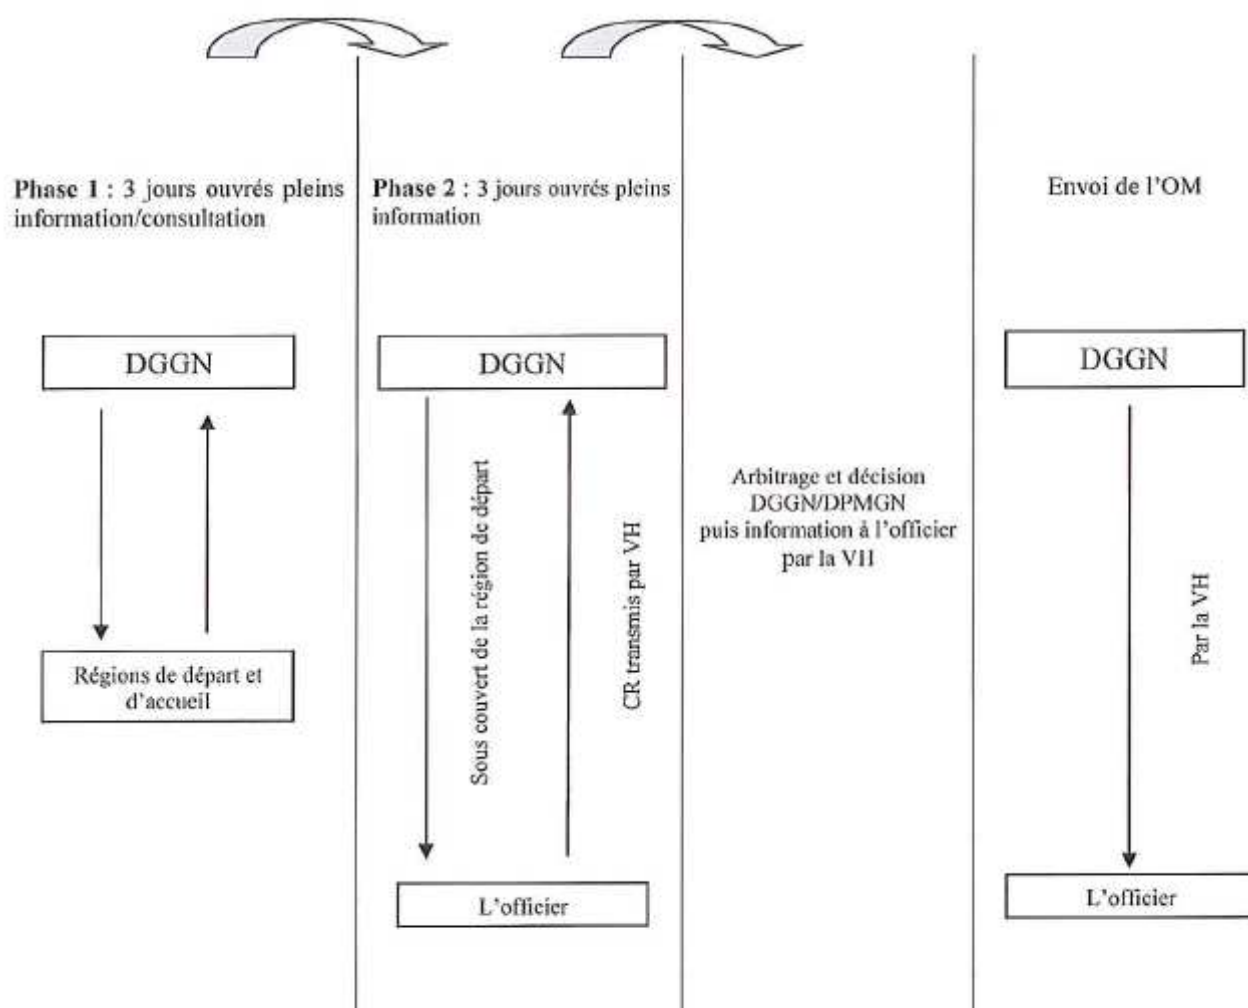 Phase 1 : 3 jours ouvrés pleins
information/consultation
DGGN
Régions de départ et
d'accueil
Phase 2 : 3 jours ouvrés pleins
information
DGGN
Sous couvert de la région de départ
CR transmis par VH
L'officier
Arbitrage et décision
DGGN/DPMGN
puis information à l'officier
par la VH
Envoi de l'OM
DGGN
Par la VH
L'officier